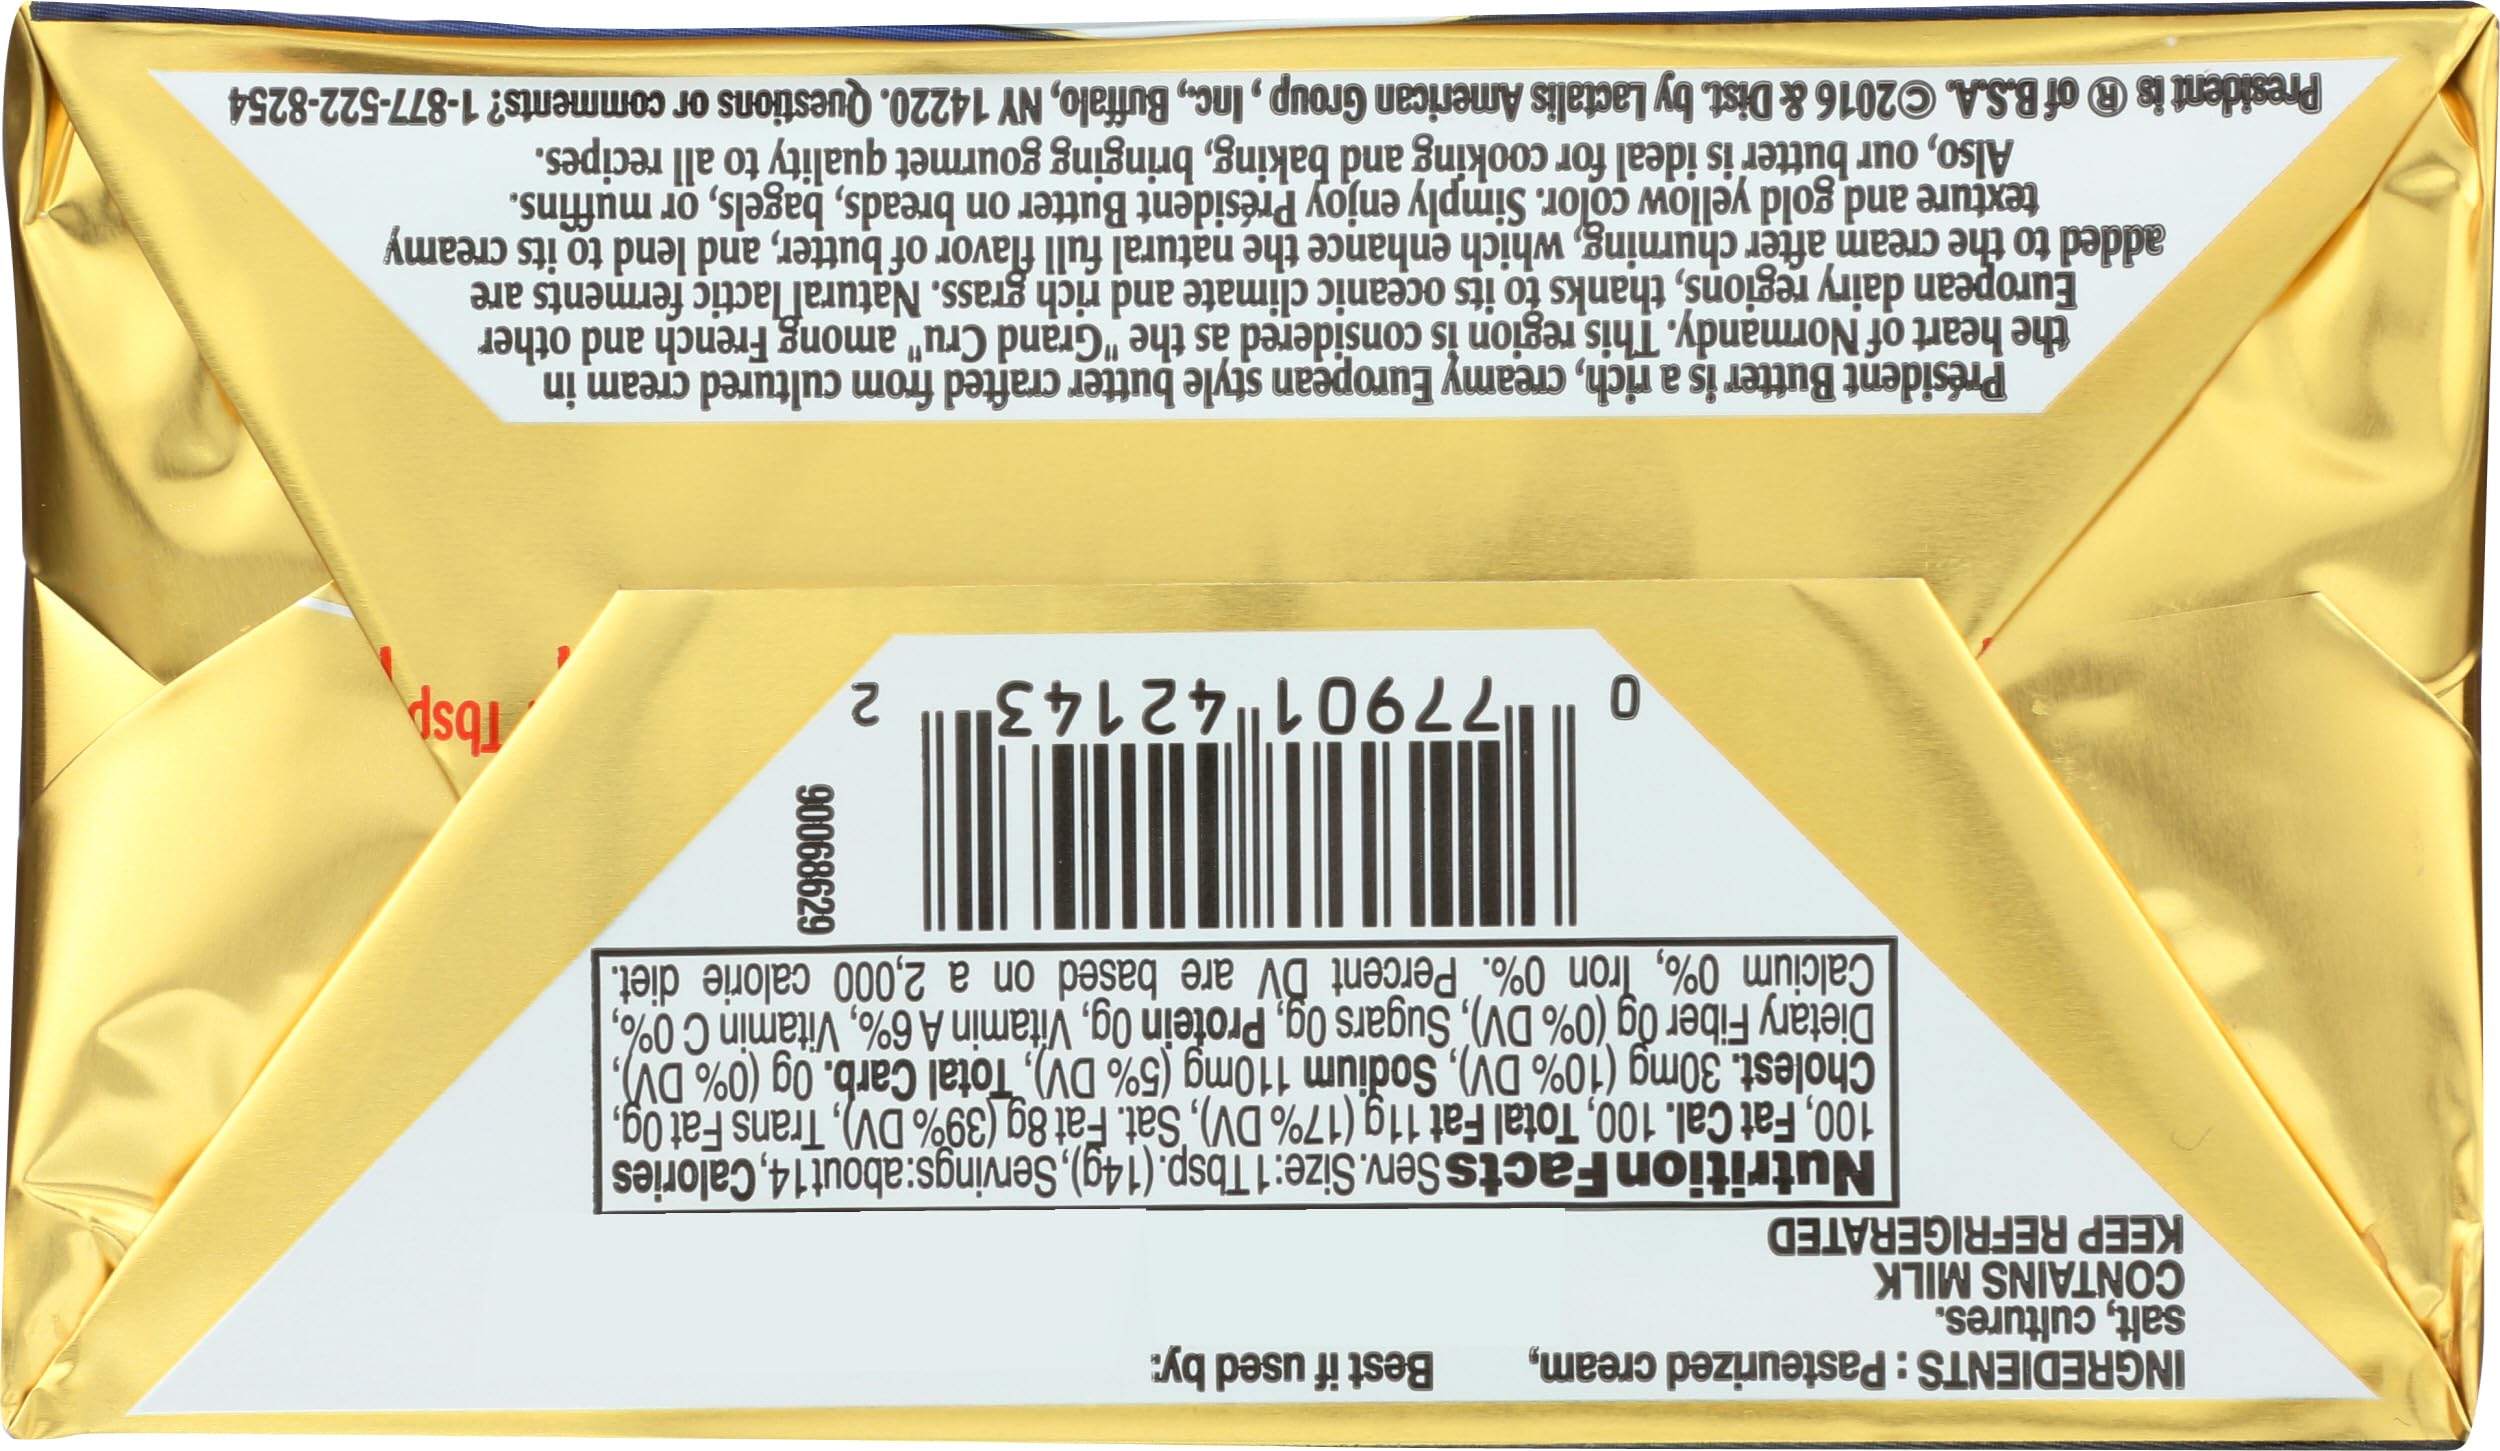 INGREDIENTS : Pasteurized cream,
salt, cultures.
CONTAINS MILK
KEEP REFRIGERATED
Best if used by:
Nutrition Facts Serv. Size: 1 Tbsp. (14g), Servings: about 14, Calories
100, Fat Cal. 100, Total Fat 11g (17% DV), Sat. Fat 8g (39% DV), Trans Fat 0g,
Cholest. 30mg (10% DV), Sodium 110mg (5% DV), Total Carb. 0g (0% DV),
Dietary Fiber 0g (0% DV), Sugars 0g, Protein 0g, Vitamin A 6%, Vitamin C 0%,
Calcium 0%, Iron 0%. Percent DV are based on a 2,000 calorie diet.
90068629
0 77901 42143 2
Tbsp
Président Butter is a rich, creamy European style butter crafted from cultured cream in
the heart of Normandy. This region is considered as the "Grand Cru" among French and other
European dairy regions, thanks to its oceanic climate and rich grass. Natural lactic ferments are
added to the cream after churning, which enhance the natural full flavor of butter, and lend to its creamy
texture and gold yellow color. Simply enjoy Président Butter on breads, bagels, or muffins.
Also, our butter is ideal for cooking and baking, bringing gourmet quality to all recipes.
Président is ® of B.S.A. ©2016 & Dist. by Lactalis American Group , Inc., Buffalo, NY 14220. Questions or comments? 1-877-522-8254